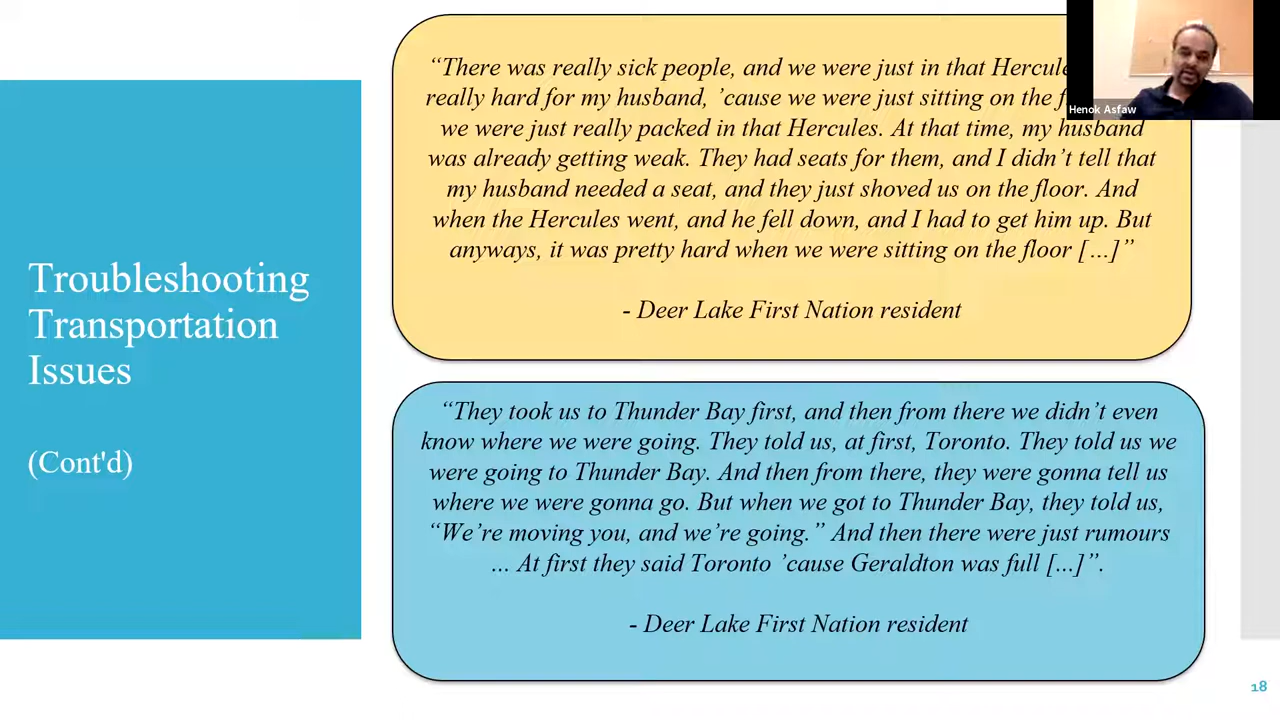 Troubleshooting
Transportation
Issues
(Cont'd)
“There was really sick people, and we were just in that
really hard for my husband, ’cause we were just sitting on the
we were just really packed in that Hercules. At that time, my husband
was already getting weak. They had seats for them, and I didn’t tell that
my husband needed a seat, and they just shoved us on the floor. And
when the Hercules went, and he fell down, and I had to get him up. But
anyways, it was pretty hard when we were sitting on the floor […]”
- Deer Lake First Nation resident
“They took us to Thunder Bay first, and then from there we didn’t even
know where we were going. They told us, at first, Toronto. They told us we
were going to Thunder Bay. And then from there, they were gonna tell us
where we were gonna go. But when we got to Thunder Bay, they told us,
“We’re moving you, and we’re going.” And then there were just rumours
... At first they said Toronto ’cause Geraldton was full [...]”.
- Deer Lake First Nation resident
Henok Asfaw
18